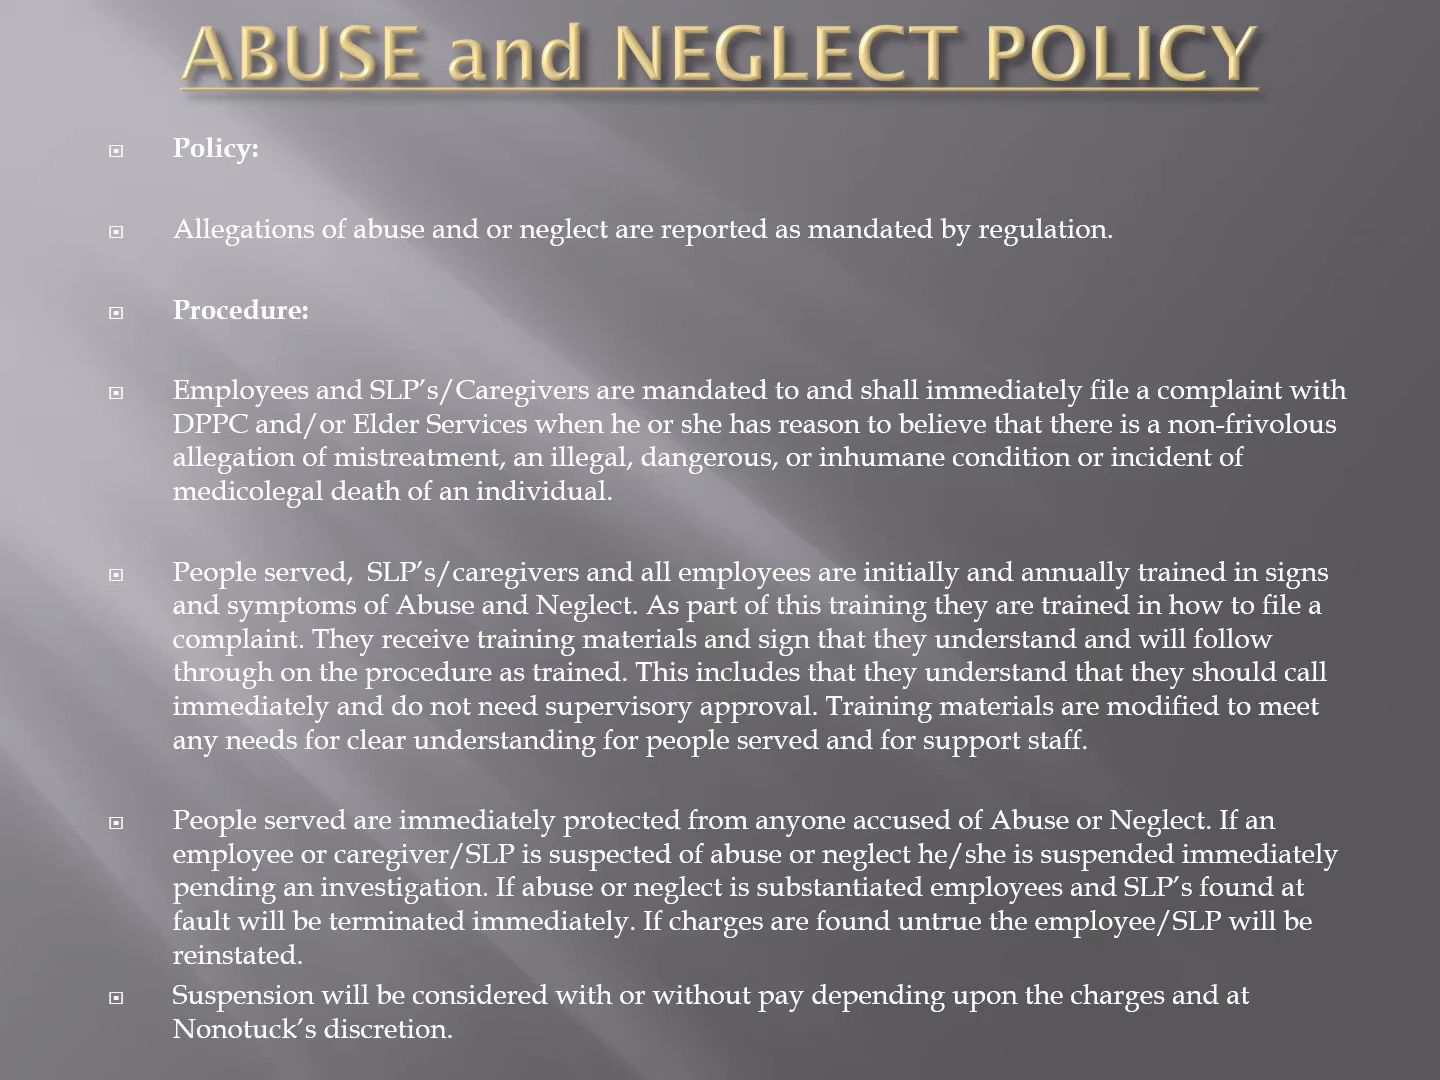 ABUSE and NEGLECT POLICY
Policy:
Allegations of abuse and or neglect are reported as mandated by regulation.
Procedure:
Employees and SLP’s/Caregivers are mandated to and shall immediately file a complaint with
DPPC and/or Elder Services when he or she has reason to believe that there is a non-frivolous
allegation of mistreatment, an illegal, dangerous, or inhumane condition or incident of
medicolegal death of an individual.
People served,  SLP’s/caregivers and all employees are initially and annually trained in signs
and symptoms of Abuse and Neglect. As part of this training they are trained in how to file a
complaint. They receive training materials and sign that they understand and will follow
through on the procedure as trained. This includes that they understand that they should call
immediately and do not need supervisory approval. Training materials are modified to meet
any needs for clear understanding for people served and for support staff.
People served are immediately protected from anyone accused of Abuse or Neglect. If an
employee or caregiver/SLP is suspected of abuse or neglect he/she is suspended immediately
pending an investigation. If abuse or neglect is substantiated employees and SLP’s found at
fault will be terminated immediately. If charges are found untrue the employee/SLP will be
reinstated.
Suspension will be considered with or without pay depending upon the charges and at
Nonotuck’s discretion.